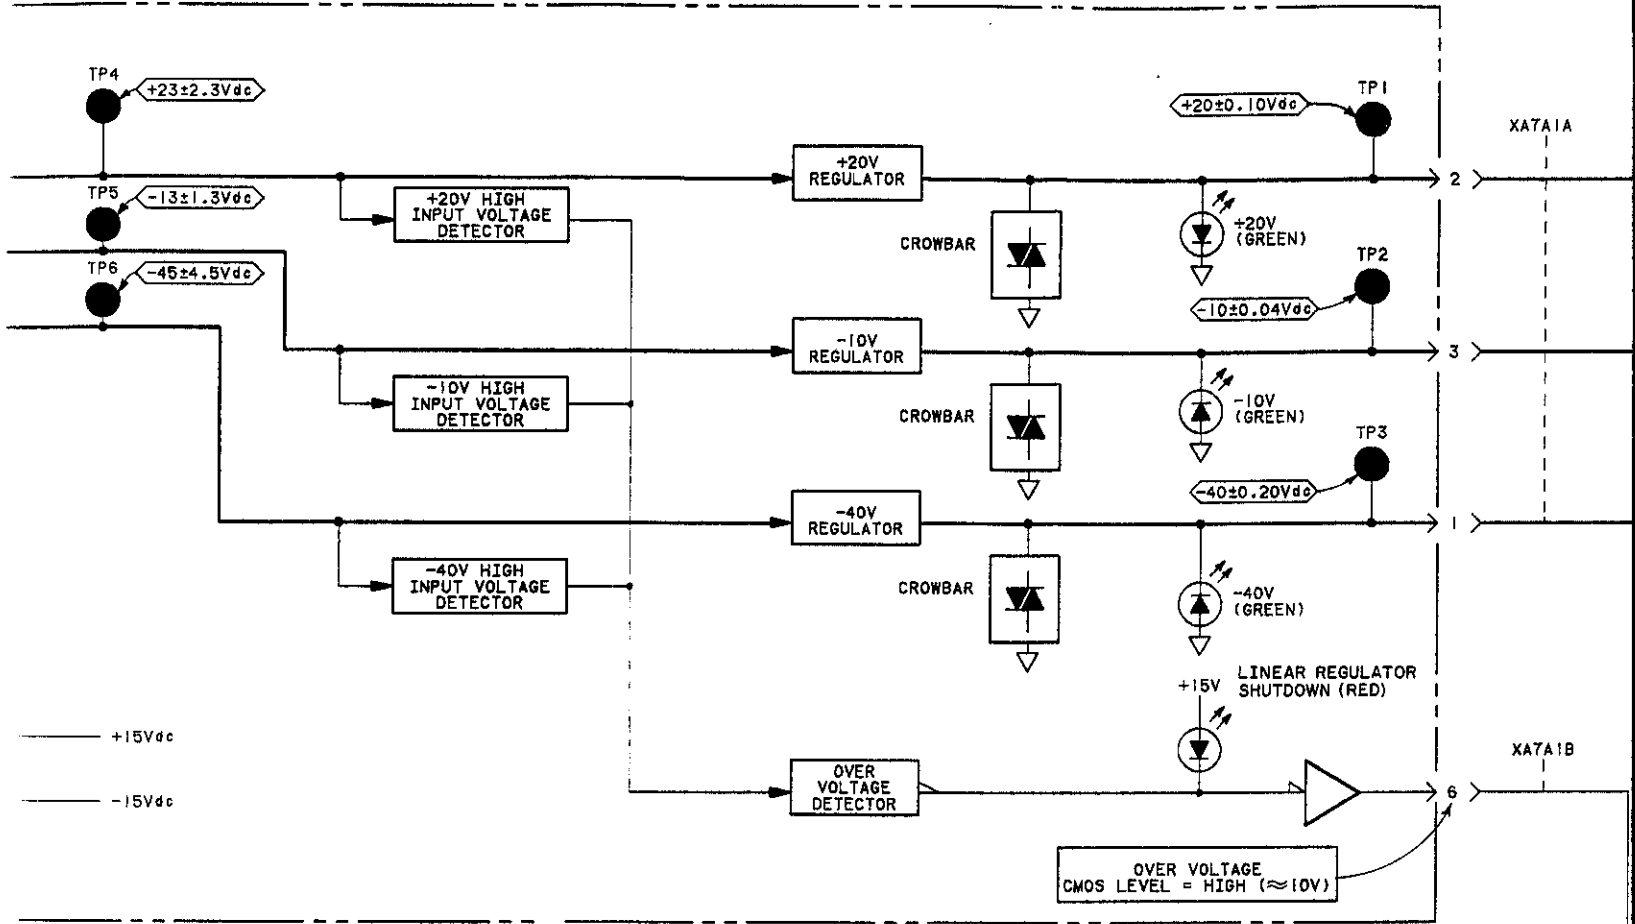 TP4
+23±2.3Vdc
TP1
+20±0.10Vdc
XA7A1A
+20V
REGULATOR
2
TP5
-13±1.3Vdc
+20V HIGH
INPUT VOLTAGE
DETECTOR
CROWBAR
+20V
(GREEN)
TP2
TP6
-45±4.5Vdc
-10±0.04Vdc
-10V
REGULATOR
3
-10V HIGH
INPUT VOLTAGE
DETECTOR
CROWBAR
-10V
(GREEN)
TP3
-40±0.20Vdc
-40V
REGULATOR
1
-40V HIGH
INPUT VOLTAGE
DETECTOR
CROWBAR
-40V
(GREEN)
+15V
LINEAR REGULATOR
SHUTDOWN (RED)
+15Vdc
-15Vdc
XA7A1B
OVER
VOLTAGE
DETECTOR
6
OVER VOLTAGE
CMOS LEVEL = HIGH (≈10V)